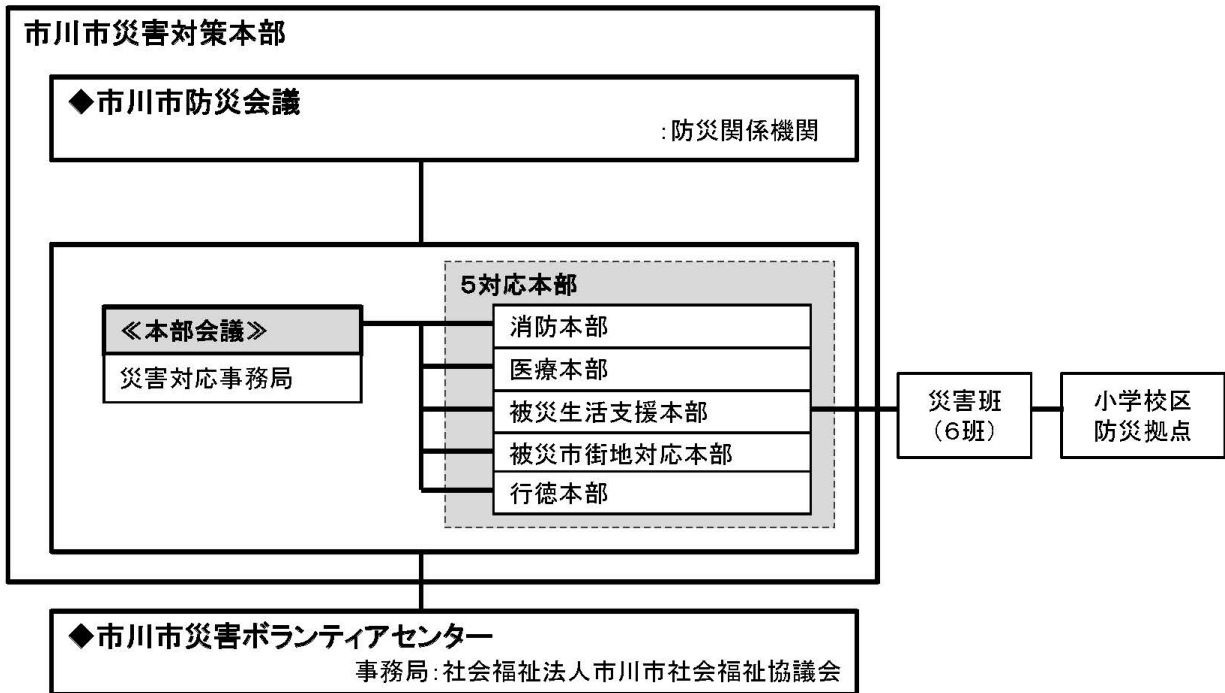 市川市災害対策本部
◆市川市防災会議
:防災関係機関
5対応本部
≪本部会議≫
災害対応事務局
消防本部
医療本部
被災生活支援本部
被災市街地対応本部
行徳本部
災害班
(6班)
小学校区
防災拠点
◆市川市災害ボランティアセンター
事務局:社会福祉法人市川市社会福祉協議会